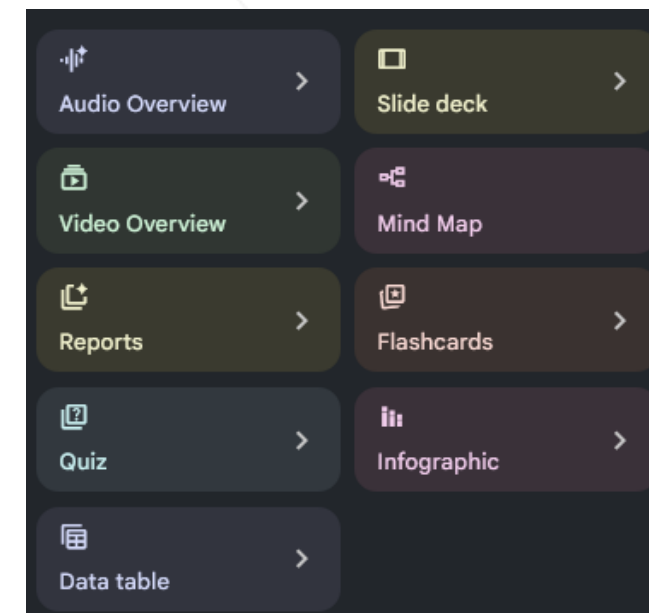 Audio Overview
Slide deck
Video Overview
Mind Map
Reports
Flashcards
Quiz
Infographic
Data table